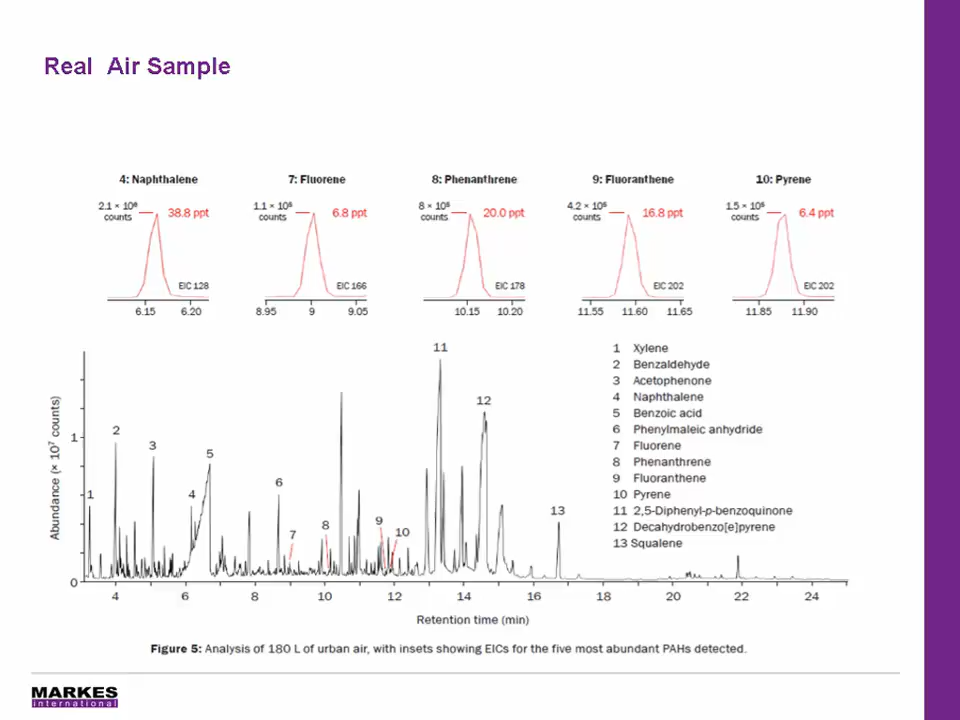 Real Air Sample
4: Naphthalene
7: Fluorene
8: Phenanthrene
9: Fluoranthene
10: Pyrene
2.1 × 10⁶ counts
38.8 ppt
1.1 × 10⁶ counts
6.8 ppt
8 × 10⁵ counts
20.0 ppt
4.2 × 10⁵ counts
16.8 ppt
1.5 × 10⁵ counts
6.4 ppt
EIC 128
EIC 166
EIC 178
EIC 202
EIC 202
6.15 6.20
8.95 9 9.05
10.15 10.20
11.55 11.60 11.65
11.85 11.90
Abundance (× 10⁷ counts)
1
0
1
2
3
4
5
6
7
8
9
10
11
12
13
1 Xylene
2 Benzaldehyde
3 Acetophenone
4 Naphthalene
5 Benzoic acid
6 Phenylmaleic anhydride
7 Fluorene
8 Phenanthrene
9 Fluoranthene
10 Pyrene
11 2,5-Diphenyl-p-benzoquinone
12 Decahydrobenzo[e]pyrene
13 Squalene
4 6 8 10 12 14 16 18 20 22 24
Retention time (min)
Figure 5: Analysis of 180 L of urban air, with insets showing EICs for the five most abundant PAHs detected.
MARKES
international